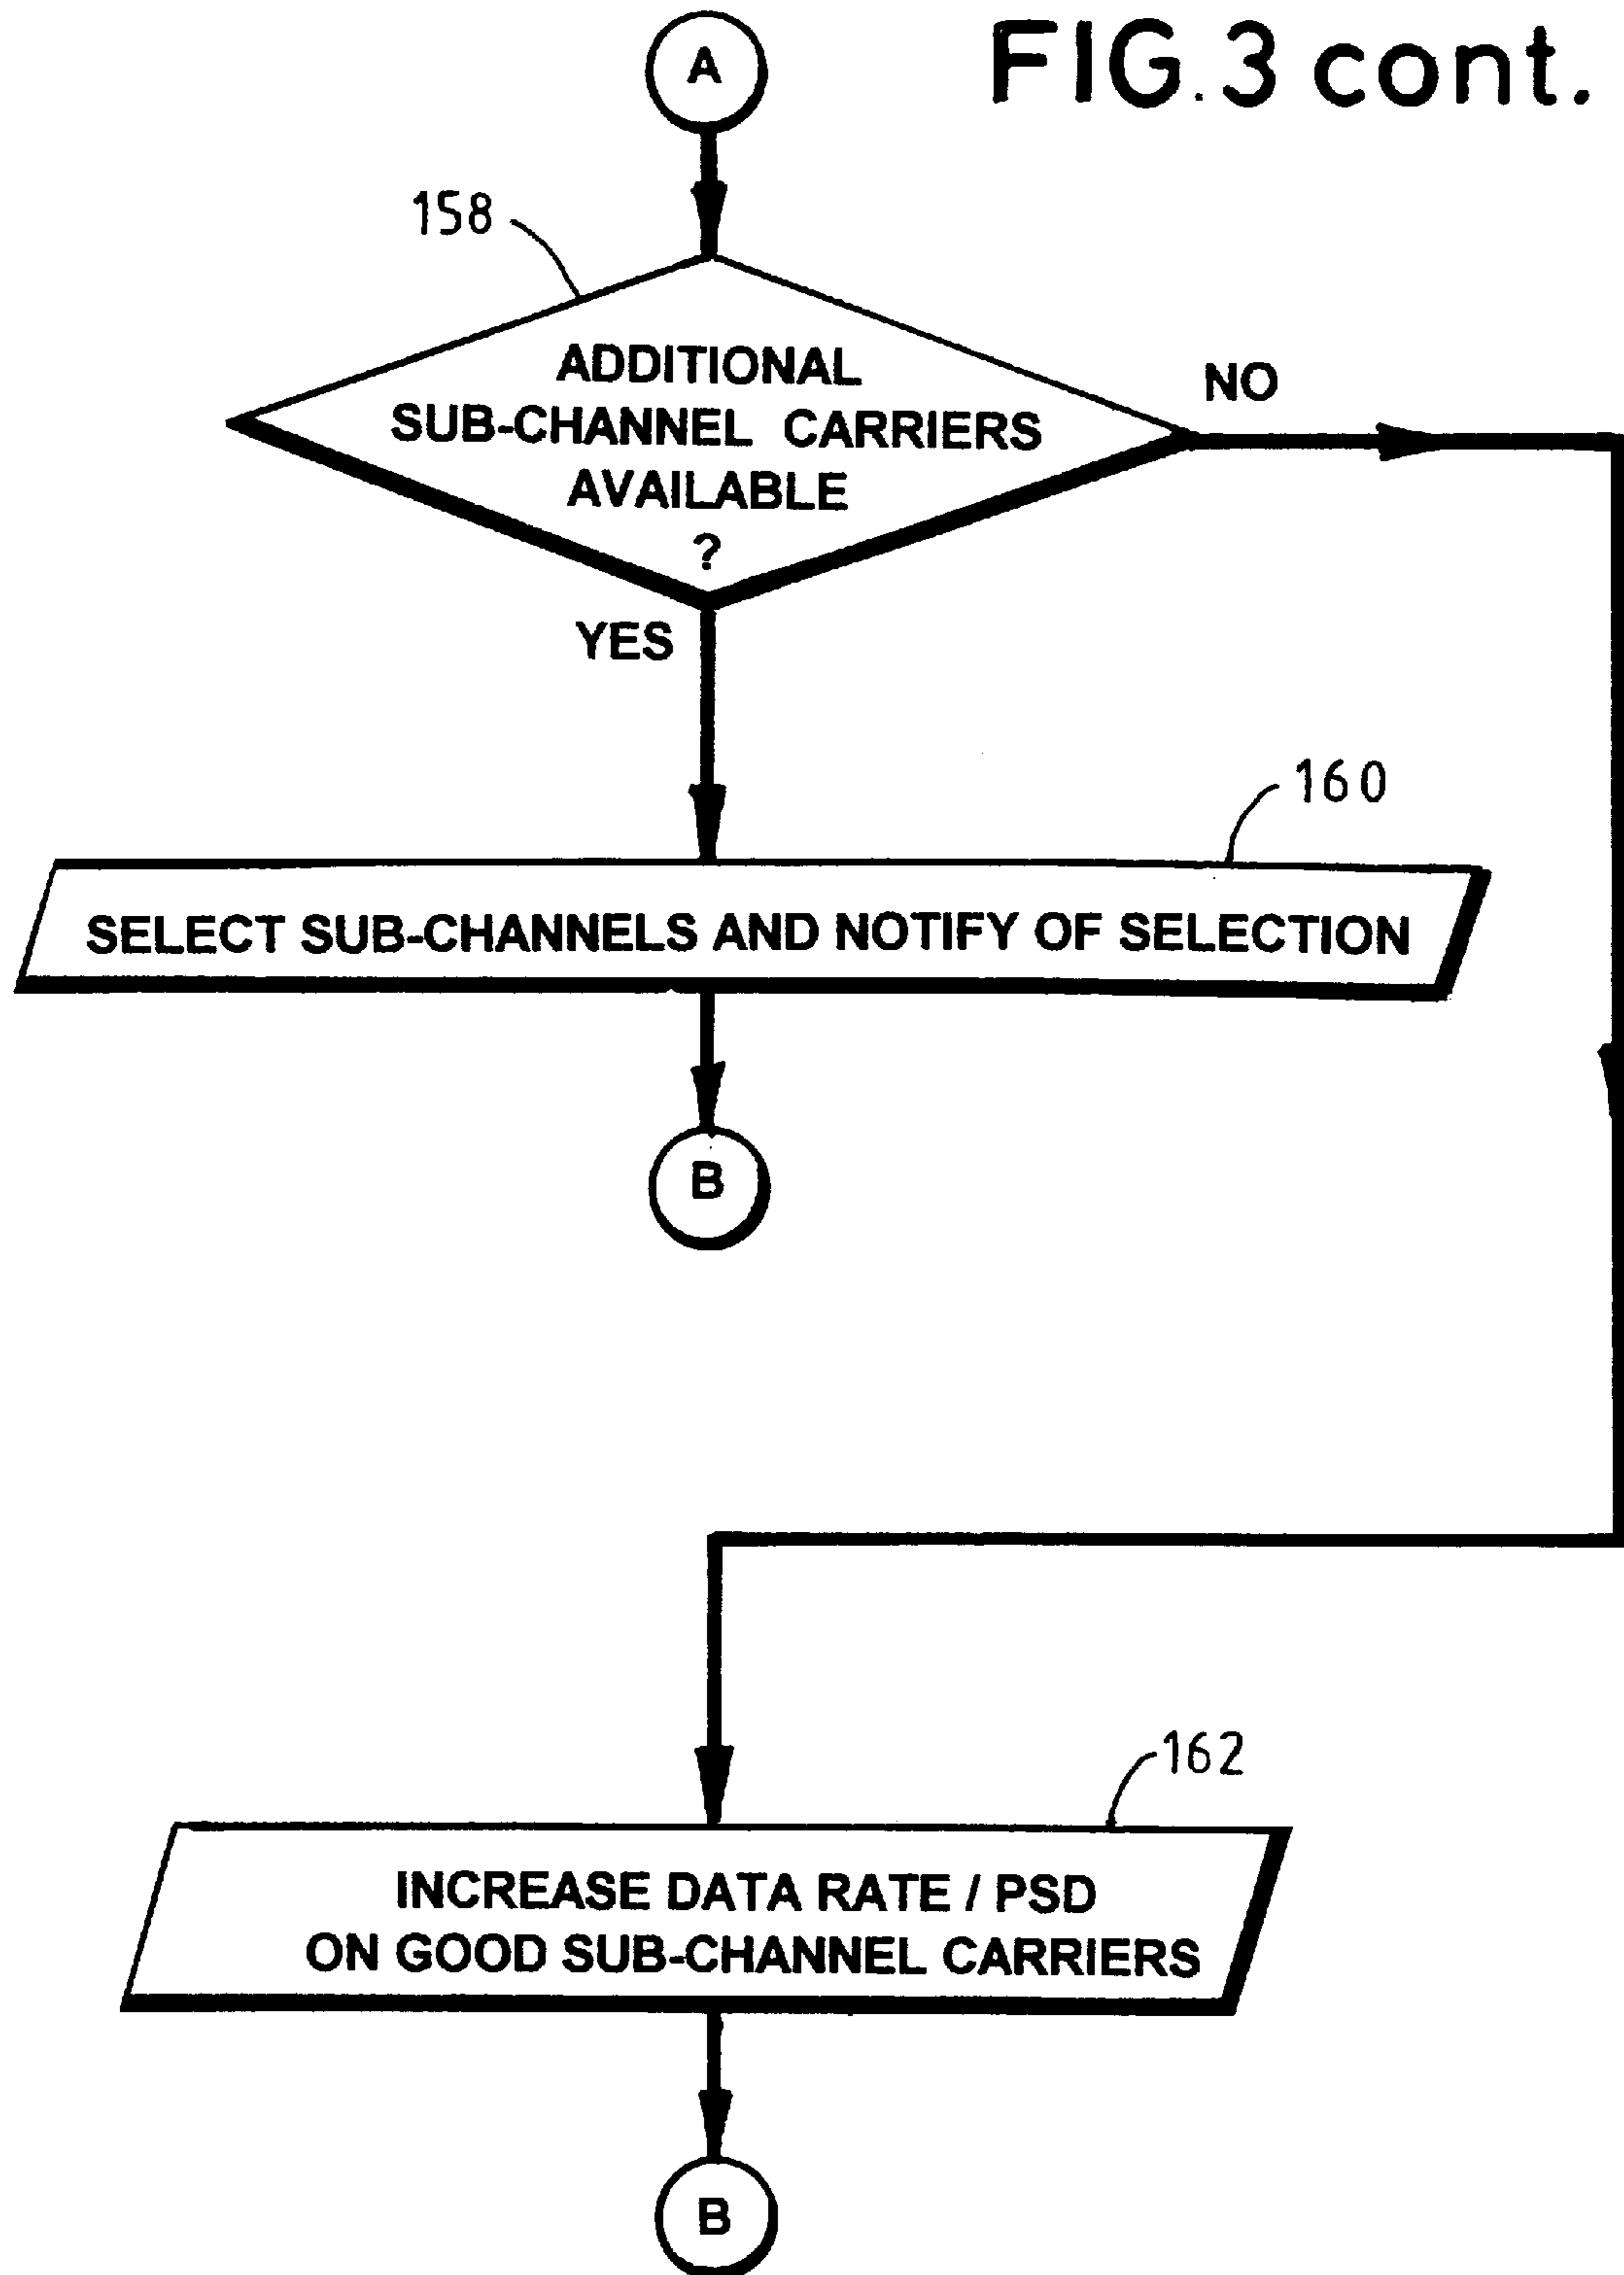 FIG.3 cont.
A
158
ADDITIONAL
SUB-CHANNEL CARRIERS
AVAILABLE
?
NO
YES
160
SELECT SUB-CHANNELS AND NOTIFY OF SELECTION
B
162
INCREASE DATA RATE / PSD
ON GOOD SUB-CHANNEL CARRIERS
B